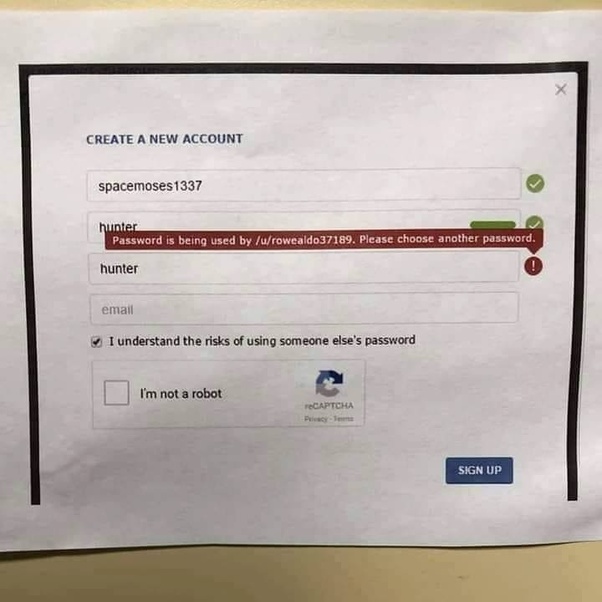 CREATE A NEW ACCOUNT
spacemoses1337
hunter
Password is being used by /u/rowealdo37189. Please choose another password.
hunter
email
I understand the risks of using someone else's password
I'm not a robot
reCAPTCHA
Privacy - Terms
SIGN UP